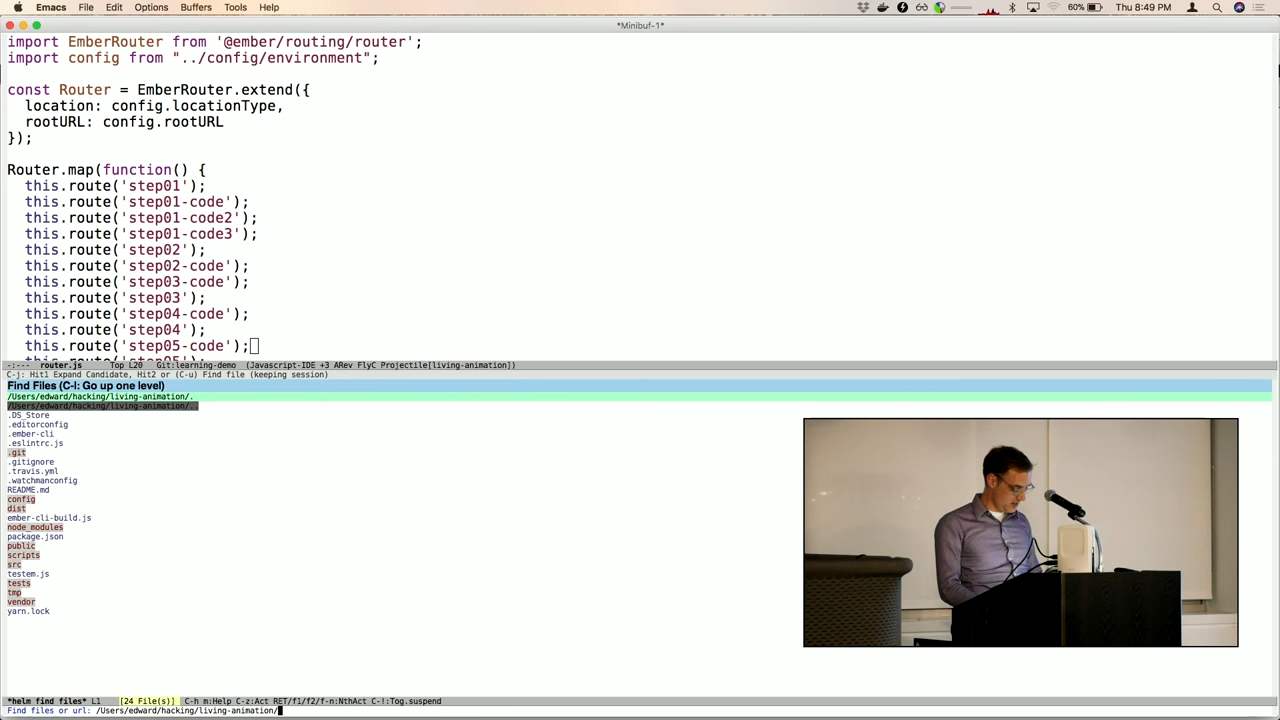 Emacs File Edit Options Buffers Tools Help 60% Thu 8:49 PM
*Minibuf-1*
import EmberRouter from '@ember/routing/router';
import config from "../config/environment";
const Router = EmberRouter.extend({
location: config.locationType,
rootURL: config.rootURL
});
Router.map(function() {
this.route('step01');
this.route('step01-code');
this.route('step01-code2');
this.route('step01-code3');
this.route('step02');
this.route('step02-code');
this.route('step03-code');
this.route('step03');
this.route('step04-code');
this.route('step04');
this.route('step05-code');
-:--- router.js Top L20 Git:learning-demo (Javascript-IDE +3 ARev FlyC Projectile[living-animation])
C-j: Hit1 Expand Candidate, Hit2 or (C-u) Find file (keeping session)
Find Files (C-l: Go up one level)
/Users/edward/hacking/living-animation/.
/Users/edward/hacking/living-animation/..
.DS_Store
.editorconfig
.ember-cli
.eslintrc.js
.git
.gitignore
.travis.yml
.watchmanconfig
README.md
config
dist
ember-cli-build.js
node_modules
package.json
public
scripts
src
testem.js
tests
tmp
vendor
yarn.lock
*helm find files* L1 [24 File(s)] C-h m:Help C-z:Act RET/f1/f2/f-n:NthAct C-!:Tog.suspend
Find files or url: /Users/edward/hacking/living-animation/